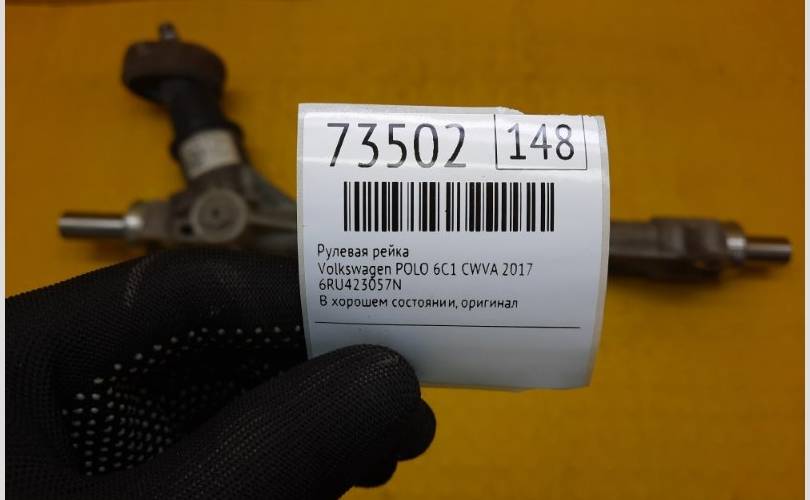 73502 148
Рулевая рейка
Volkswagen POLO 6C1 CWVA 2017
6RU423057N
В хорошем состоянии, оригинал